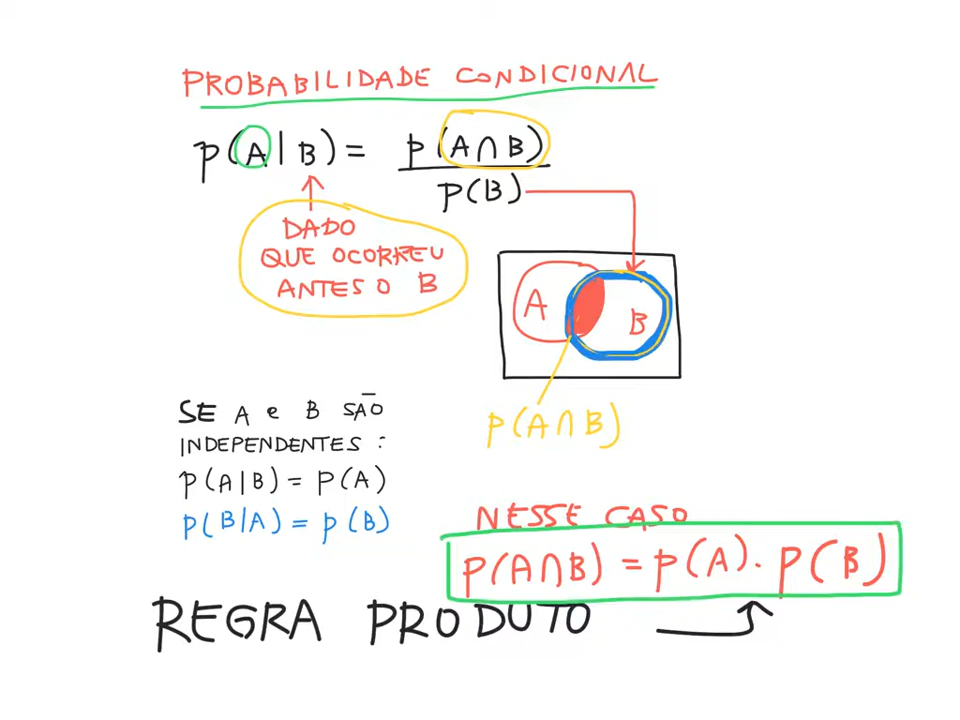 PROBABILIDADE CONDICIONAL
p(A|B) = p(A∩B)
p(B)
DADO
QUE OCORREU
ANTES O B
A
B
p(A∩B)
SE A e B SÃO
INDEPENDENTES:
p(A|B) = p(A)
p(B|A) = p(B)
NESSE CASO
p(A∩B) = p(A). p(B)
REGRA PRODUTO